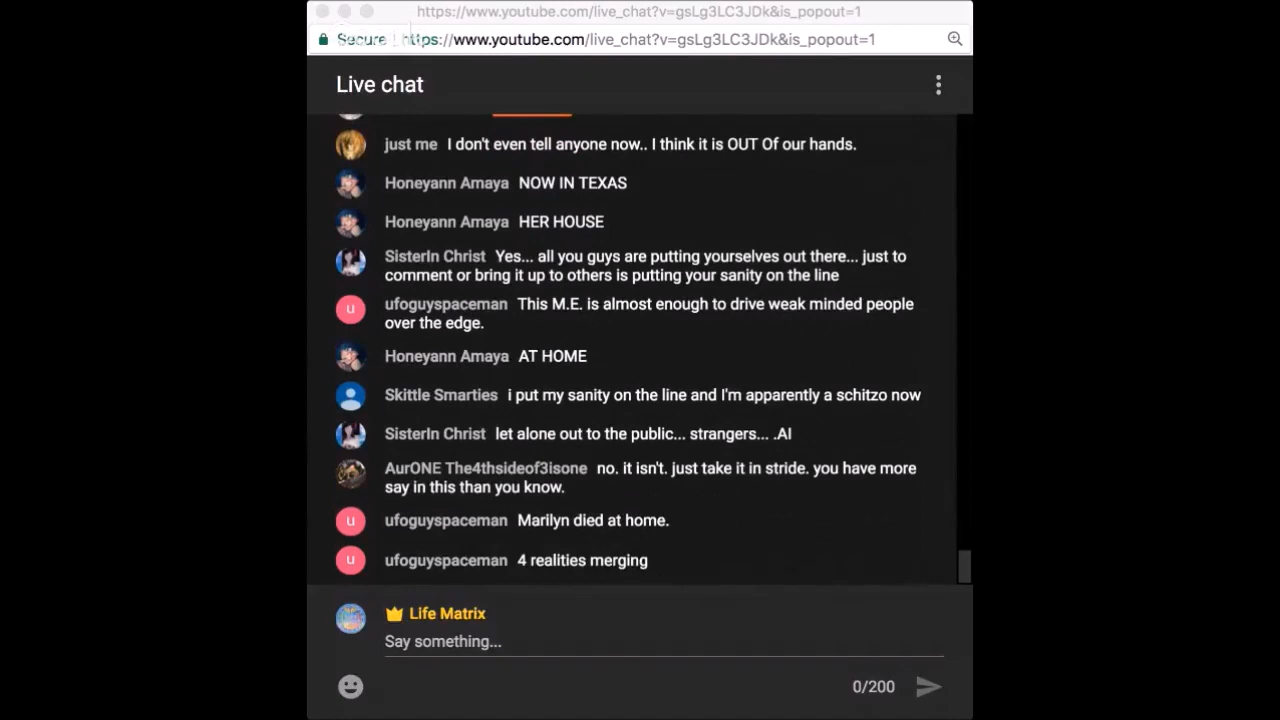 https://www.youtube.com/live_chat?v=gsLg3LC3JDk&is_popout=1
Secure https://www.youtube.com/live_chat?v=gsLg3LC3JDk&is_popout=1
Live chat
just me I don't even tell anyone now.. I think it is OUT Of our hands.
Honeyann Amaya NOW IN TEXAS
Honeyann Amaya HER HOUSE
SisterIn Christ Yes... all you guys are putting yourselves out there... just to
comment or bring it up to others is putting your sanity on the line
u
ufoguyspaceman This M.E. is almost enough to drive weak minded people
over the edge.
Honeyann Amaya AT HOME
Skittle Smarties i put my sanity on the line and I'm apparently a schitzo now
SisterIn Christ let alone out to the public... strangers... .AI
AurONE The4thsideof3isone no. it isn't. just take it in stride. you have more
say in this than you know.
u ufoguyspaceman Marilyn died at home.
u ufoguyspaceman 4 realities merging
Life Matrix
Say something...
0/200